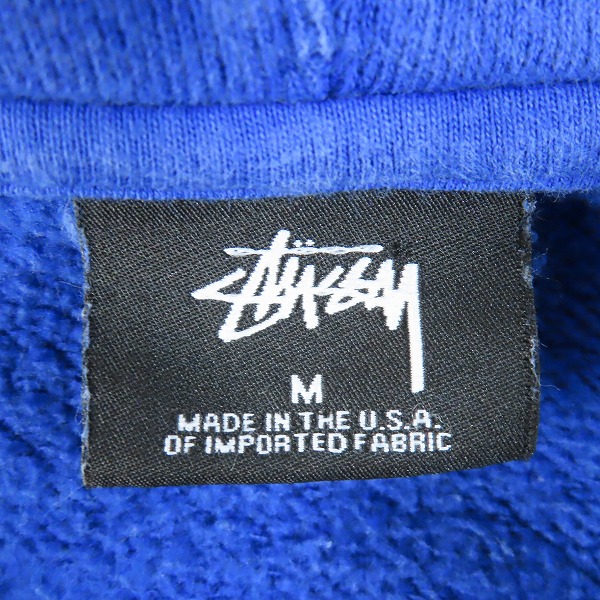 STÜSSY
M
MADE IN THE U.S.A.
OF IMPORTED FABRIC